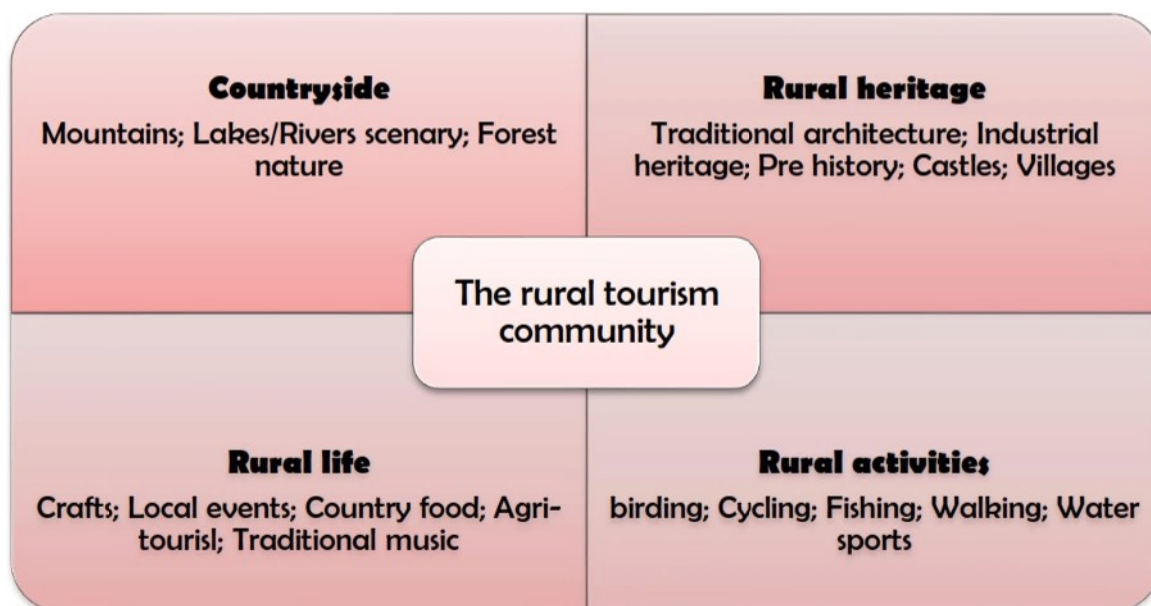 Countryside
Mountains; Lakes/Rivers scenary; Forest
nature
Rural heritage
Traditional architecture; Industrial
heritage; Pre history; Castles; Villages
The rural tourism
community
Rural life
Crafts; Local events; Country food; Agri-
tourisl; Traditional music
Rural activities
birding; Cycling; Fishing; Walking; Water
sports